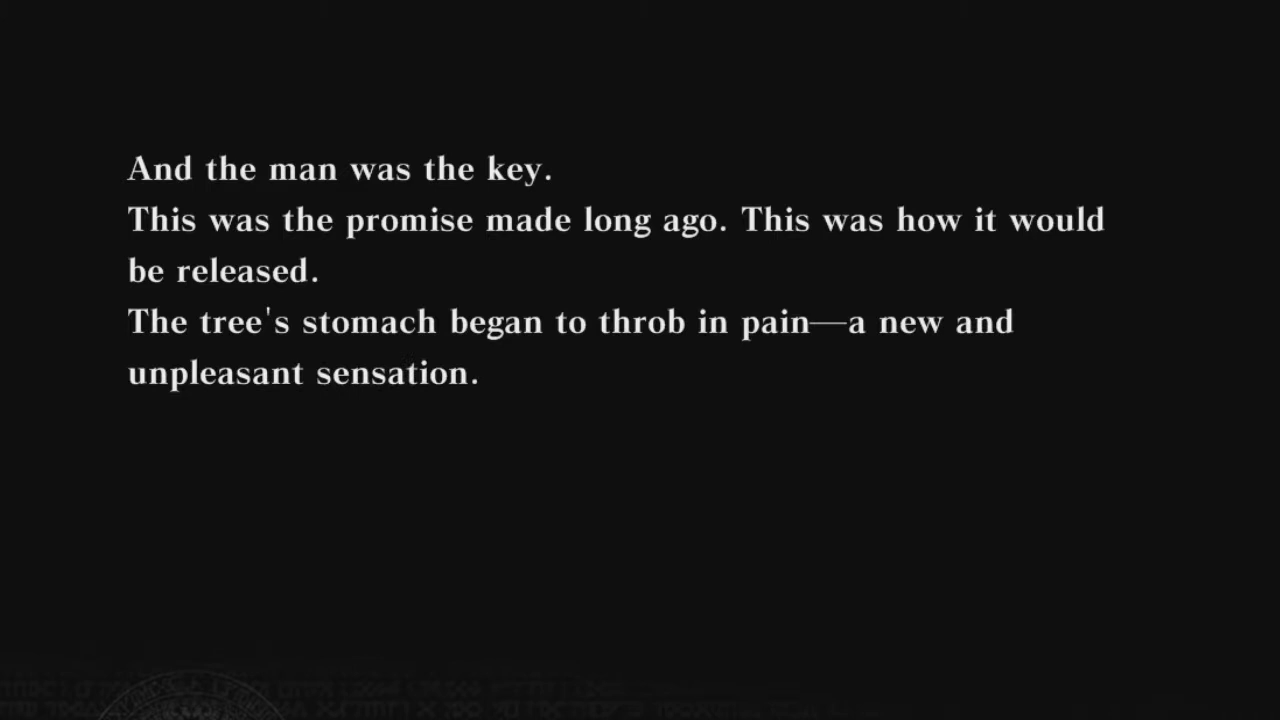 And the man was the key.
This was the promise made long ago. This was how it would
be released.
The tree's stomach began to throb in pain—a new and
unpleasant sensation.